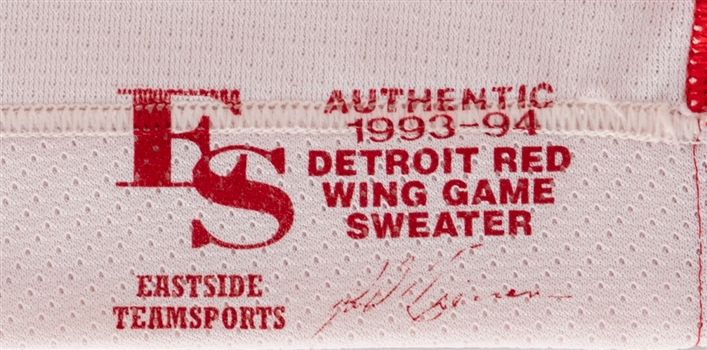 ES
EASTSIDE
TEAMSPORTS
AUTHENTIC
1993-94
DETROIT RED
WING GAME
SWEATER